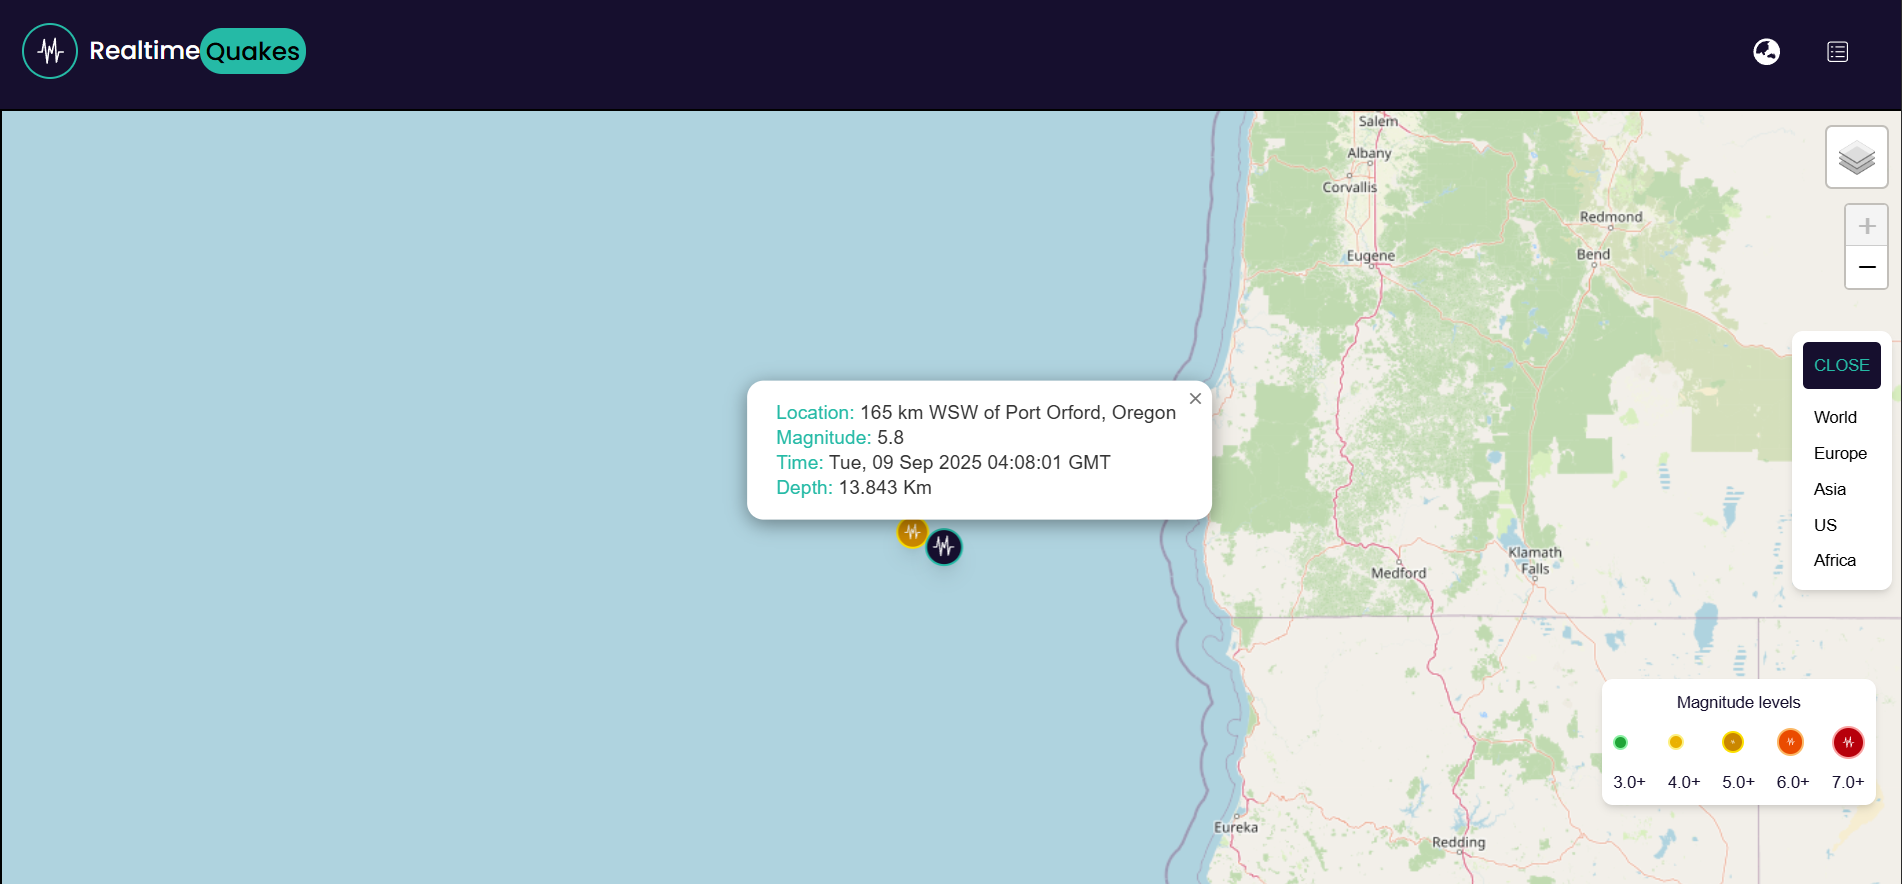 RealtimeQuakes
Salem
Albany
Corvallis
Redmond
Eugene
Bend
CLOSE
World
Europe
Asia
US
Africa
Location: 165 km WSW of Port Orford, Oregon
Magnitude: 5.8
Time: Tue, 09 Sep 2025 04:08:01 GMT
Depth: 13.843 Km
Klamath
Falls
Medford
Magnitude levels
3.0+ 4.0+ 5.0+ 6.0+ 7.0+
Eureka
Redding